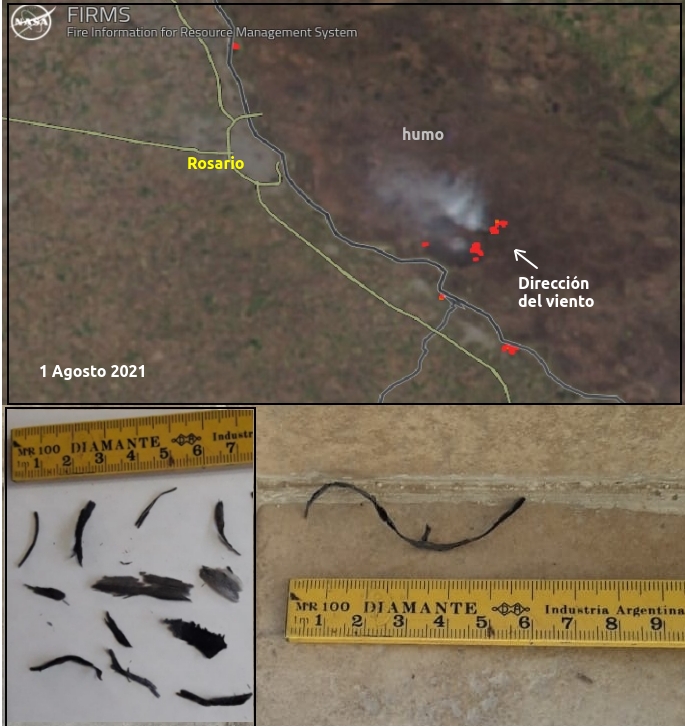 NASA
FIRMS
Fire Information for Resource Management System
humo
Rosario
Dirección
del viento
1 Agosto 2021
MR 100 DIAMANTE D.R. Industr
1 2 3 4 5 6 7
MR 100 DIAMANTE D.R. Industria Argentina
1 2 3 4 5 6 7 8 9